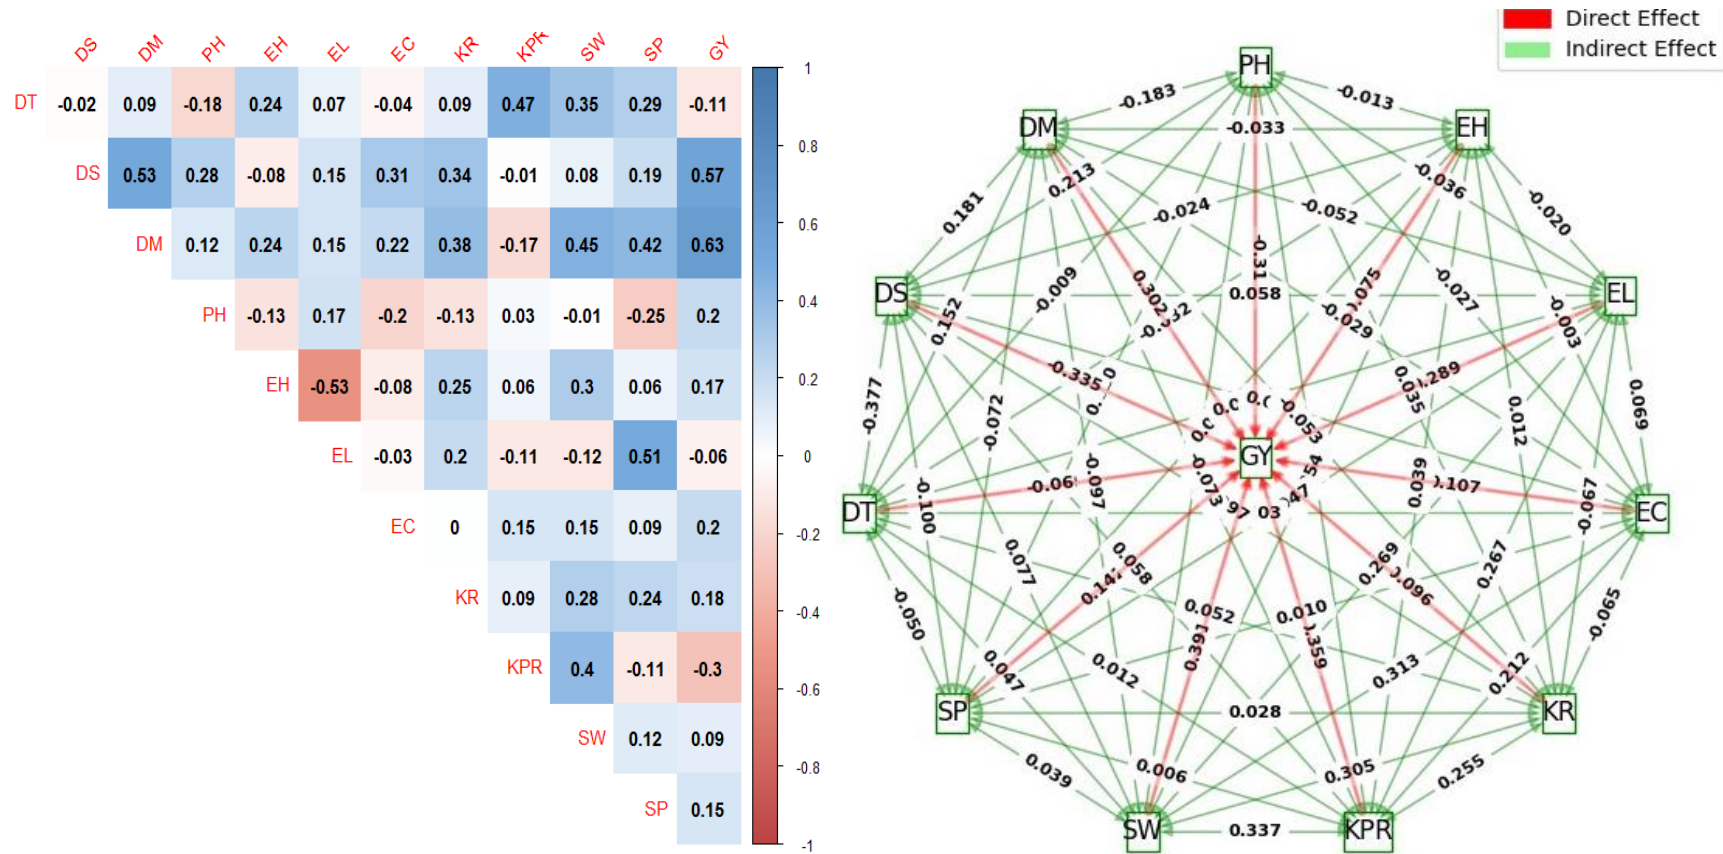 DS DM PH EH EL EC KR KPR SW SP GY
DT -0.02 0.09 -0.18 0.24 0.07 -0.04 0.09 0.47 0.35 0.29 -0.11
DS 0.53 0.28 -0.08 0.15 0.31 0.34 -0.01 0.08 0.19 0.57
DM 0.12 0.24 0.15 0.22 0.38 -0.17 0.45 0.42 0.63
PH -0.13 0.17 -0.2 -0.13 0.03 -0.01 -0.25 0.2
EH -0.53 -0.08 0.25 0.06 0.3 0.06 0.17
EL -0.03 0.2 -0.11 -0.12 0.51 -0.06
EC 0 0.15 0.15 0.09 0.2
KR 0.09 0.28 0.24 0.18
KPR 0.4 -0.11 -0.3
SW 0.12 0.09
SP 0.15
1
0.8
0.6
0.4
0.2
0
-0.2
-0.4
-0.6
-0.8
-1
Direct Effect
Indirect Effect
PH
-0.183 -0.013
DM -0.033 EH
0.213 -0.036
0.181 -0.024 -0.052 -0.020
-0.009 -0.027
DS 0.058 EL
0.152 0.302 -0.029 -0.003
-0.335
-0.377 0.035 0.069
-0.072 -0.053 0.012
GY
-0.097 -0.073 0.039
DT -0.100 -0.067 EC
0.077 0.058 0.269 0.267
-0.050 0.052 0.010 -0.065
0.047 0.012 0.313 0.212
SP 0.028 KR
0.039 0.006 0.305 0.255
SW 0.337 KPR